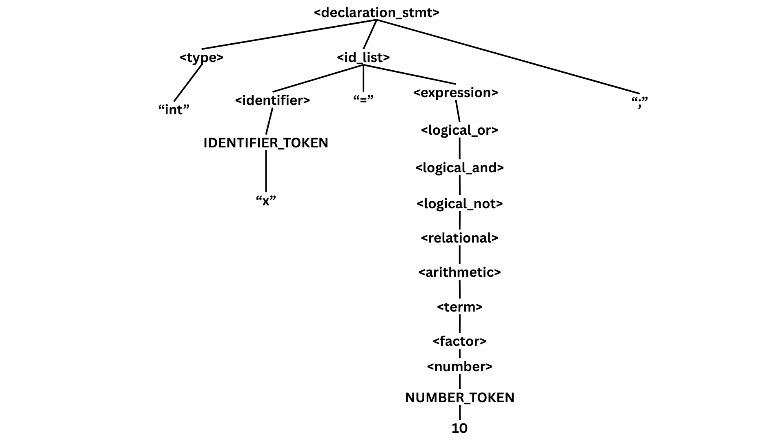 <declaration_stmt>
<type>
<id_list>
“int”
<identifier>
“=”
<expression>
“;”
IDENTIFIER_TOKEN
“x”
<logical_or>
<logical_and>
<logical_not>
<relational>
<arithmetic>
<term>
<factor>
<number>
NUMBER_TOKEN
10